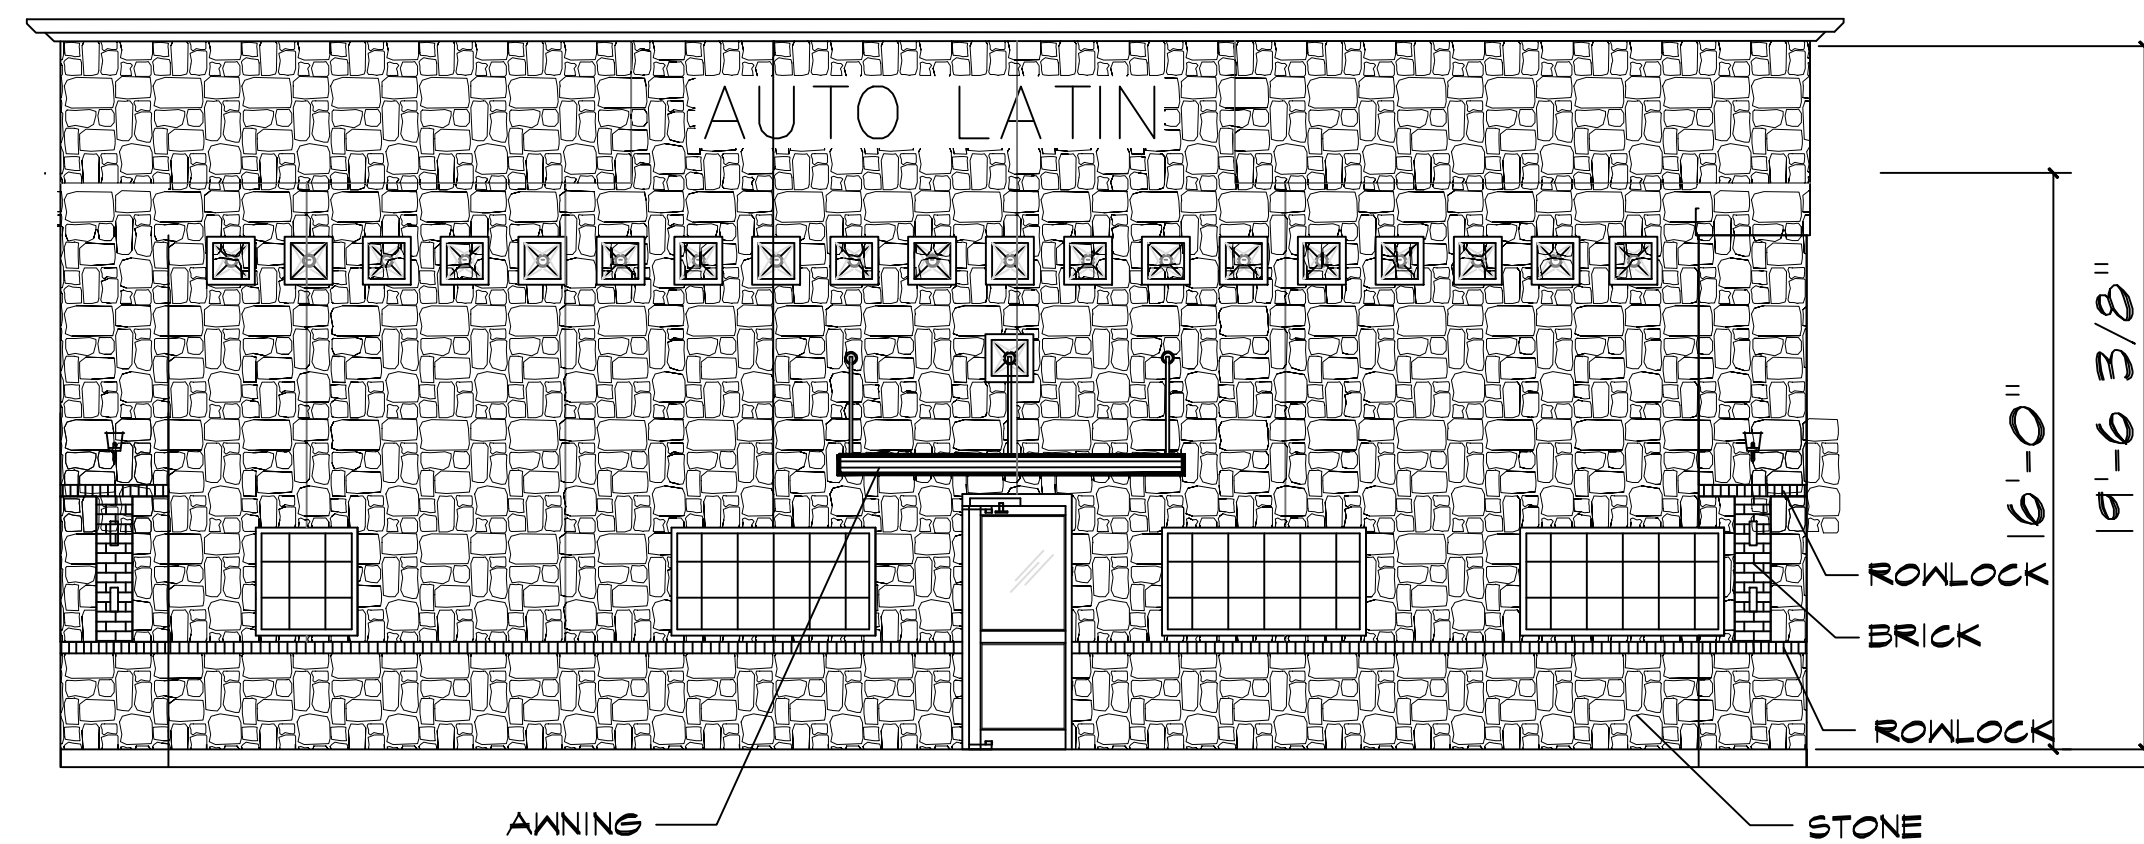 AUTO LATIN
16'-0"
19'-6 3/8"
ROWLOCK
BRICK
ROWLOCK
AWNING
STONE